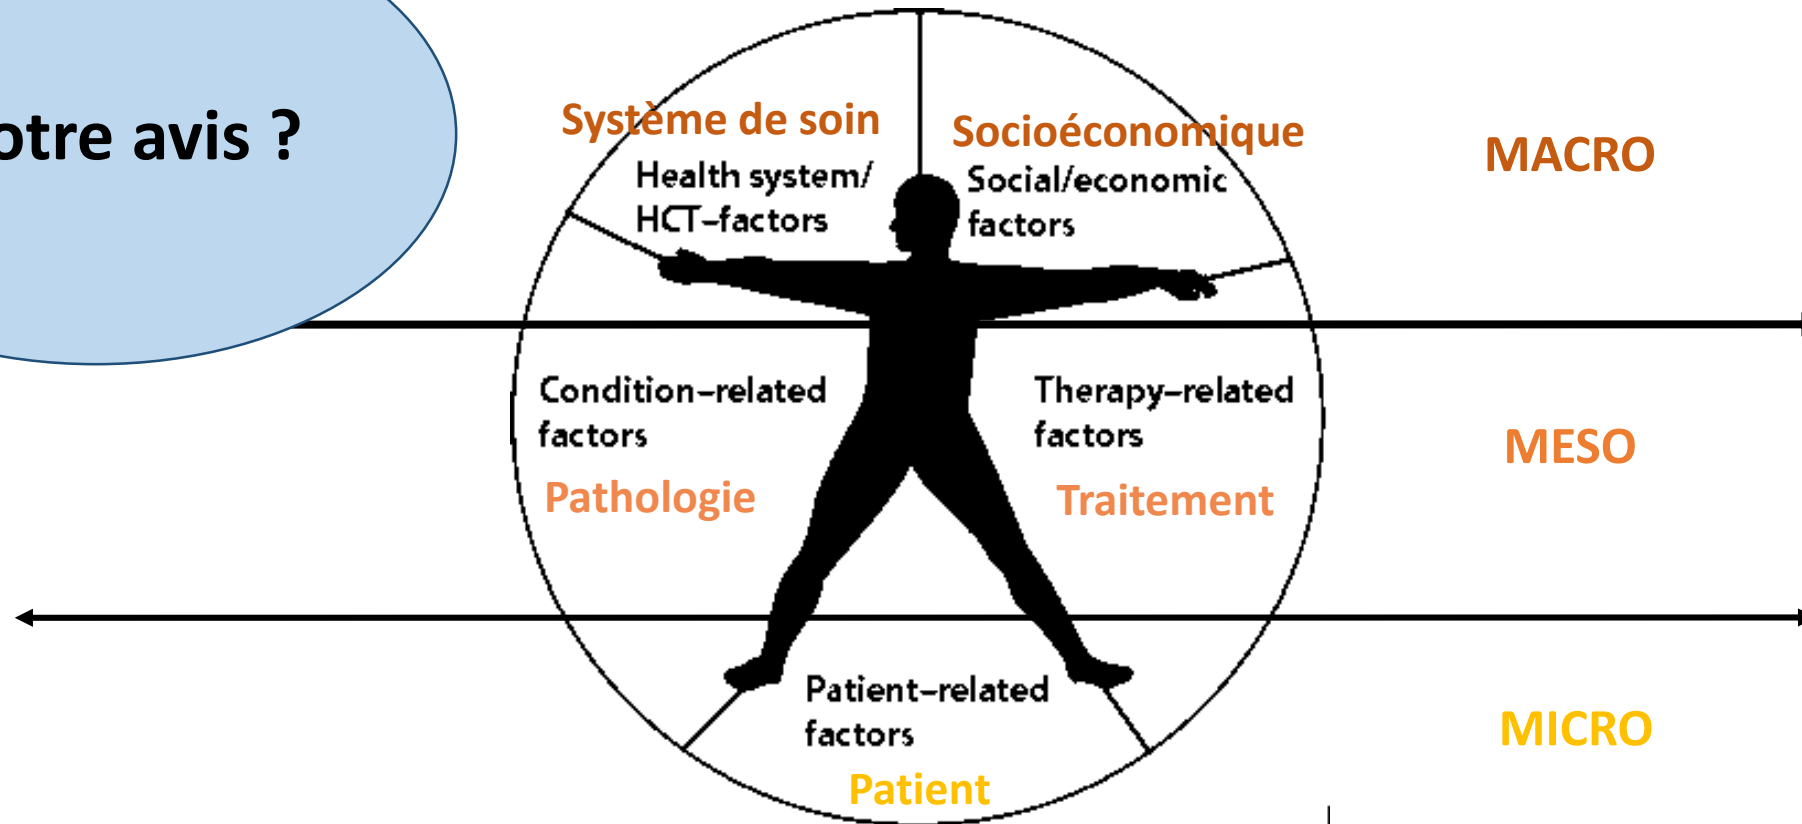 otre avis ?
Système de soin
Health system/
HCT-factors
Socioéconomique
Social/economic
factors
MACRO
Condition-related
factors
Pathologie
Therapy-related
factors
Traitement
MESO
Patient-related
factors
Patient
MICRO